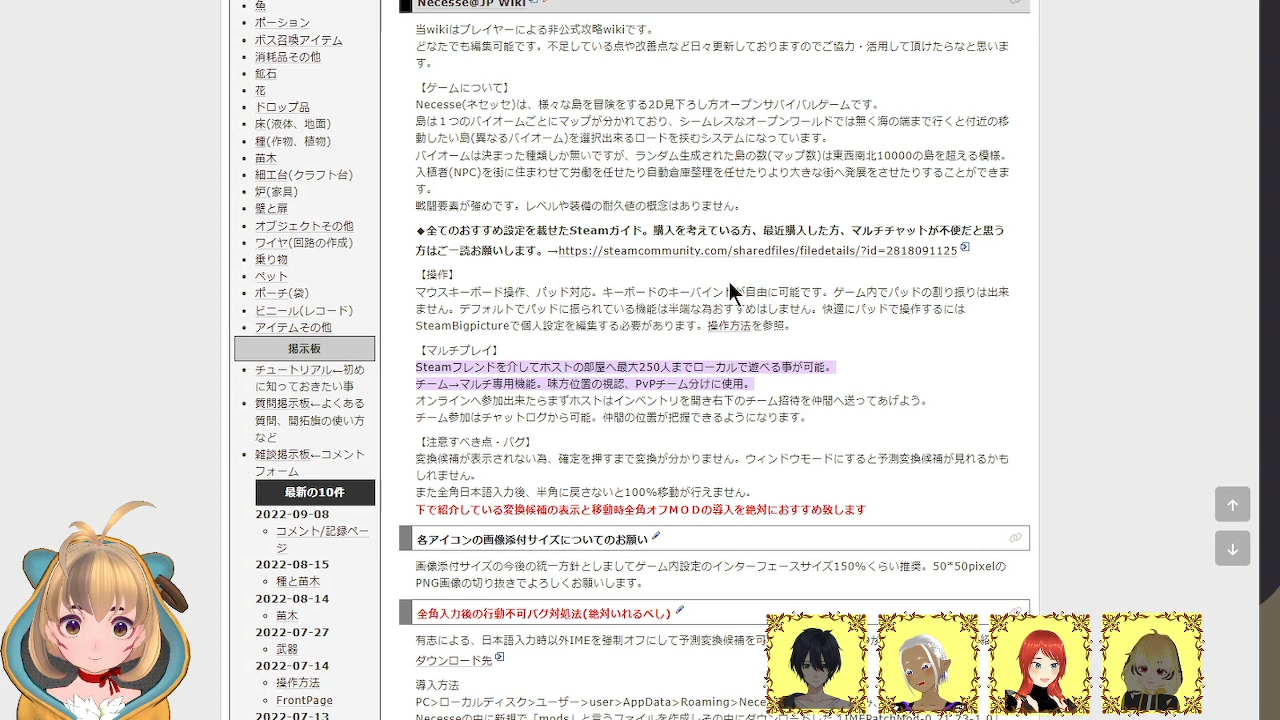 魚
ポーション
ボス召喚アイテム
消耗品その他
鉱石
花
ドロップ品
床(液体、地面)
種(作物、植物)
苗木
細工台(クラフト台)
炉(家具)
壁と扉
オブジェクトその他
ワイヤ(回路の作成)
乗り物
ペット
ポーチ(袋)
ビニール(レコード)
アイテムその他
掲示板
チュートリアル←初め
に知っておきたい事
質問掲示板←よくある
質問、開拓旗の使い方
など
雑談掲示板←コメント
フォーム
最新の10件
2022-09-08
コメント/記録ペー
ジ
2022-08-15
種と苗木
2022-08-14
苗木
2022-07-27
武器
2022-07-14
操作方法
FrontPage
2022-07-13
Necesse@JP Wiki
当wikiはプレイヤーによる非公式攻略wikiです。
どなたでも編集可能です。不足している点や改善点など日々更新しておりますのでご協力・活用して頂けたらなと思いま
す。
【ゲームについて】
Necesse(ネセッセ)は、様々な島を冒険をする2D見下ろし方オープンサバイバルゲームです。
島は１つのバイオームごとにマップが分かれており、シームレスなオープンワールドでは無く海の端まで行くと付近の移
動したい島(異なるバイオーム)を選択出来るロードを挟むシステムになっています。
バイオームは決まった種類しか無いですが、ランダム生成された島の数(マップ数)は東西南北10000の島を超える模様。
入植者(NPC)を街に住まわせて労働を任せたり自動倉庫整理を任せたりより大きな街へ発展をさせたりすることができま
す。
戦闘要素が強めです。レベルや装備の耐久値の概念はありません。
◆全てのおすすめ設定を載せたSteamガイド。購入を考えている方、最近購入した方、マルチチャットが不便だと思う
方はご一読お願いします。→https://steamcommunity.com/sharedfiles/filedetails/?id=2818091125
【操作】
マウスキーボード操作、パッド対応。キーボードのキーバインドが自由に可能です。ゲーム内でパッドの割り振りは出来
ません。デフォルトでパッドに振られている機能は半端な為おすすめはしません。快適にパッドで操作するには
SteamBigpictureで個人設定を編集する必要があります。操作方法を参照。
【マルチプレイ】
Steamフレンドを介してホストの部屋へ最大250人までローカルで遊べる事が可能。
チーム→マルチ専用機能。味方位置の視認、PvPチーム分けに使用。
オンラインへ参加出来たらまずホストはインベントリを開き右下のチーム招待を仲間へ送ってあげよう。
チーム参加はチャットログから可能。仲間の位置が把握できるようになります。
【注意すべき点・バグ】
変換候補が表示されない為、確定を押すまで変換が分かりません。ウィンドウモードにすると予測変換候補が見れるかも
しれません。
また全角日本語入力後、半角に戻さないと100％移動が行えません。
下で紹介している変換候補の表示と移動時全角オフＭＯＤの導入を絶対におすすめ致します
各アイコンの画像添付サイズについてのお願い
画像添付サイズの今後の統一方針としましてゲーム内設定のインターフェースサイズ150%くらい推奨。50*50pixelの
PNG画像の切り抜きでよろしくお願いします。
全角入力後の行動不可バグ対処法(絶対いれるべし)
有志による、日本語入力時以外IMEを強制オフにして予測変換候補を可
ダウンロード先
導入方法
PC>ローカルディスク>ユーザー>user>AppData>Roaming>Nece
Necesseの中に新規で「mods」と言うファイルを作成しその中にダウンロードした